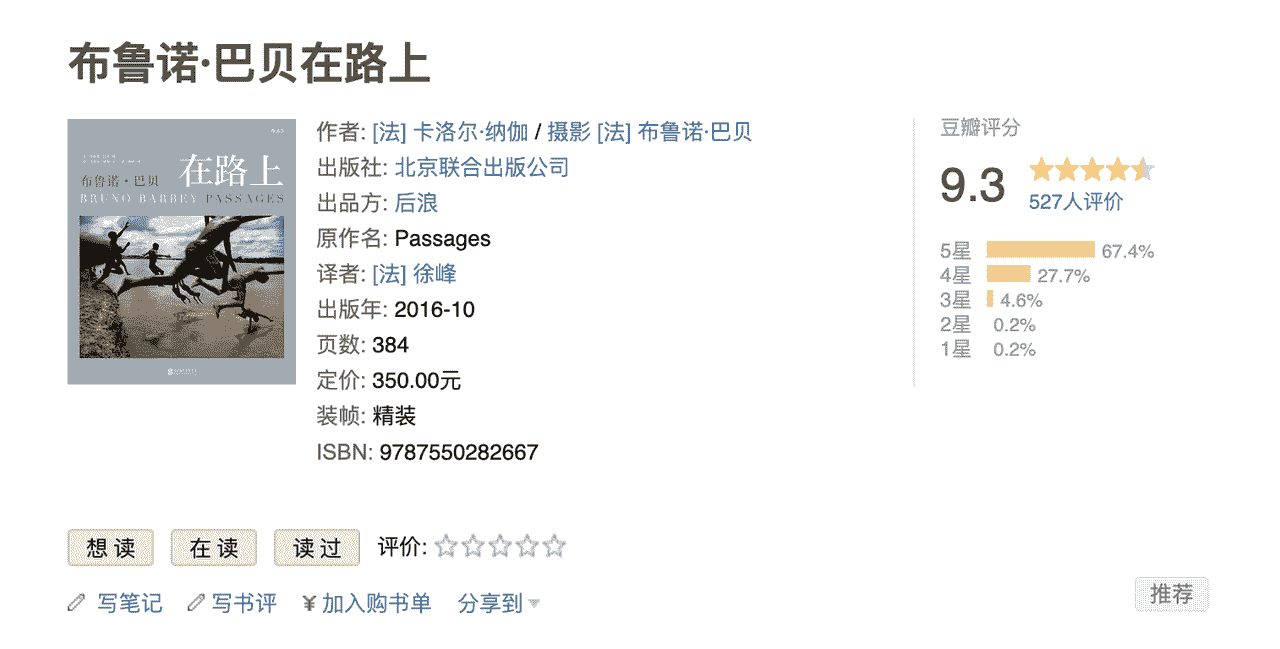 布鲁诺·巴贝在路上
在路上
布鲁诺·巴贝
BRUNO BARBEY PASSAGES
作者: [法] 卡洛尔·纳伽 / 摄影 [法] 布鲁诺·巴贝
出版社: 北京联合出版公司
出品方: 后浪
原作名: Passages
译者: [法] 徐峰
出版年: 2016-10
页数: 384
定价: 350.00元
装帧: 精装
ISBN: 9787550282667
豆瓣评分
9.3
527人评价
5星 67.4%
4星 27.7%
3星 4.6%
2星 0.2%
1星 0.2%
想读 在读 读过 评价:
写笔记 写书评 ¥加入购书单 分享到
推荐